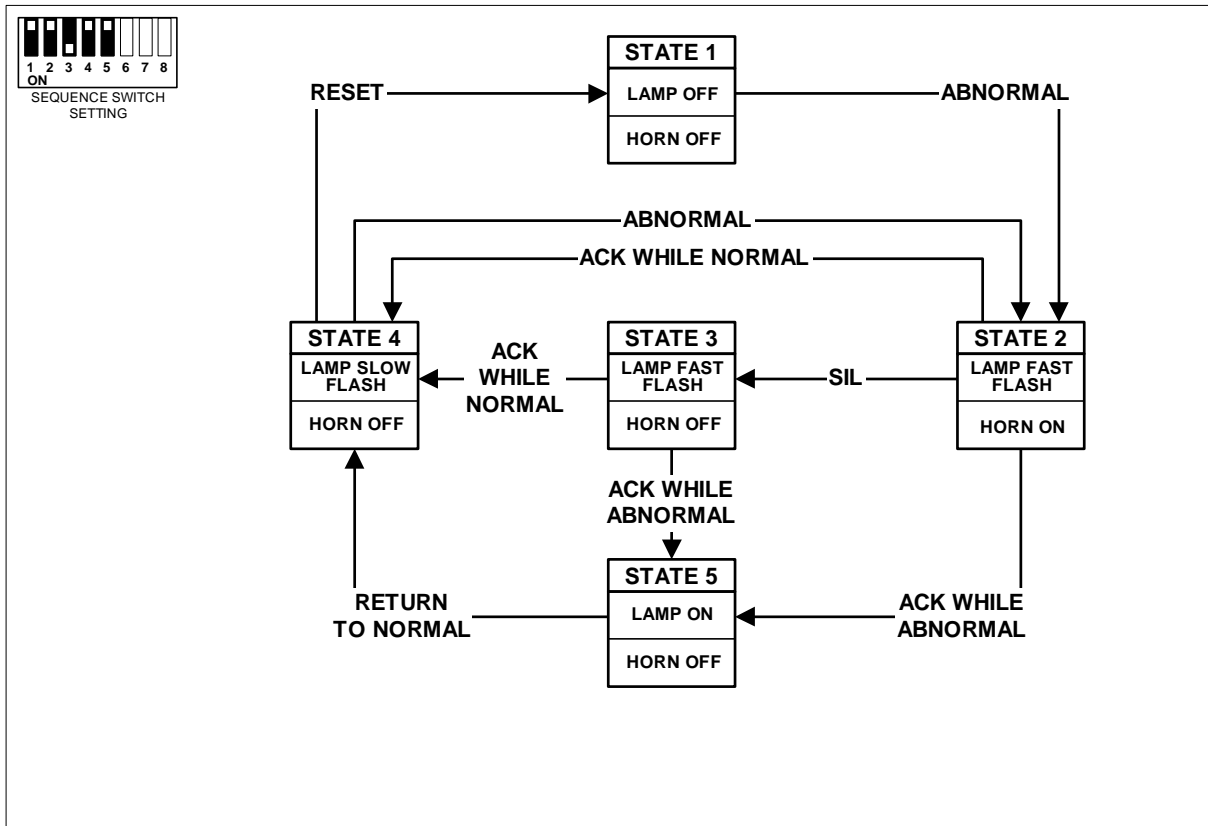 1 2 3 4 5 6 7 8
ON
SEQUENCE SWITCH
SETTING
STATE 1
LAMP OFF
HORN OFF
RESET
ABNORMAL
ABNORMAL
ACK WHILE NORMAL
STATE 4
LAMP SLOW
FLASH
HORN OFF
ACK
WHILE
NORMAL
STATE 3
LAMP FAST
FLASH
HORN OFF
SIL
STATE 2
LAMP FAST
FLASH
HORN ON
ACK WHILE
ABNORMAL
STATE 5
LAMP ON
HORN OFF
RETURN
TO NORMAL
ACK WHILE
ABNORMAL